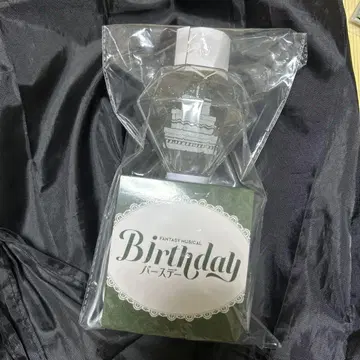 FANTASY MUSICAL
Birthday
バースデー